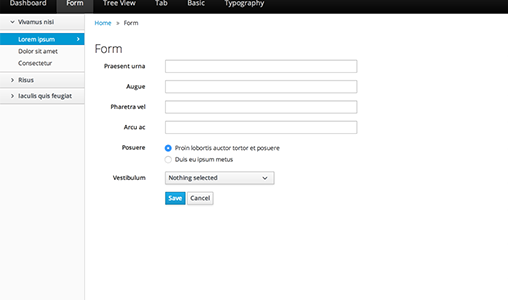 Dashboard Form Tree View Tab Basic Typography
Vivamus nisi
Lorem ipsum
Dolor sit amet
Consectetur
Risus
Iaculis quis feugiat
Home » Form
Form
Praesent urna
Augue
Pharetra vel
Arcu ac
Posuere Proin lobortis auctor tortor et posuere
Duis eu ipsum metus
Vestibulum Nothing selected
Save Cancel